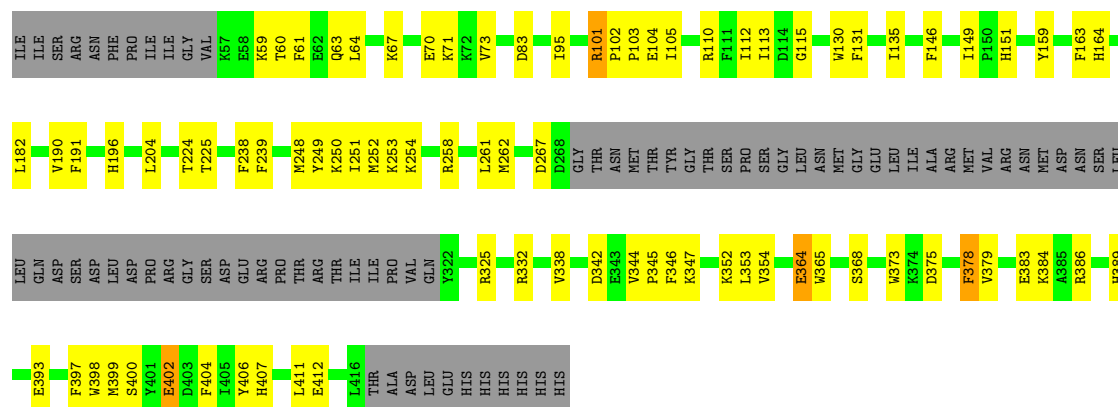 ILE ILE SER ARG ASN PHE PRO ILE ILE GLY VAL K57 E58 K59 T60 F61 E62 Q63 L64 K67 E70 K71 K72 V73 D83 I95 R101 P102 P103 E104 I105 R110 F111 I112 I113 D114 G115 W130 F131 I135 F146 I149 P150 H151 Y159 F163 H164
L182 V190 F191 H196 L204 T224 T225 F238 F239 M248 Y249 K250 I251 M252 K253 K254 R258 L261 M262 D267 D268 GLY THR ASN MET THR TYR GLY THR SER PRO SER GLY LEU ASN MET GLY GLU LEU ILE ALA ARG MET VAL ARG ASN MET ASP ASN SER LEU
LEU GLN ASP SER ASP LEU ASP PRO ARG GLY SER ASP GLU ARG PRO THR ARG THR ILE ILE PRO VAL GLN Y322 R325 R332 V338 D342 E343 V344 P345 F346 K347 K352 L353 V354 E364 W365 S368 W373 K374 D375 F378 V379 E383 K384 A385 R386
E393 F397 W398 M399 S400 Y401 E402 D403 F404 I405 Y406 H407 L411 E412 L416 THR ALA ASP LEU GLU HIS HIS HIS HIS HIS HIS